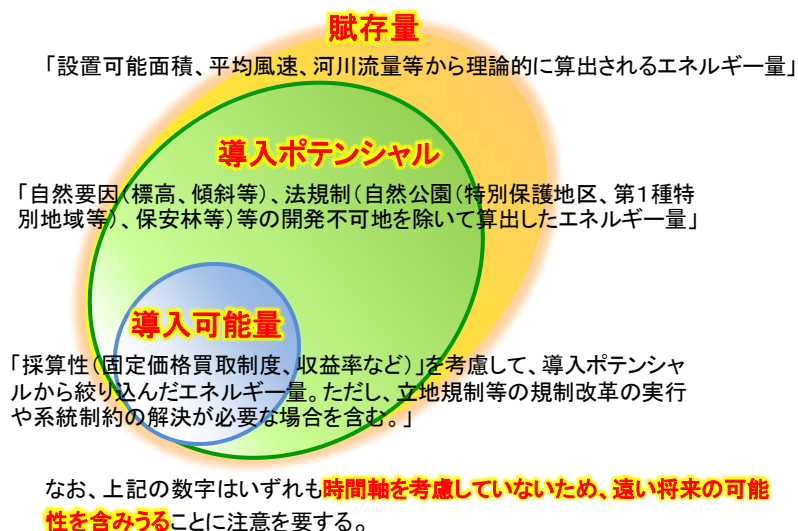 賦存量
「設置可能面積、平均風速、河川流量等から理論的に算出されるエネルギー量」
導入ポテンシャル
「自然要因(標高、傾斜等)、法規制(自然公園(特別保護地区、第1種特
別地域等)、保安林等)等の開発不可地を除いて算出したエネルギー量」
導入可能量
「採算性(固定価格買取制度、収益率など)」を考慮して、導入ポテンシャ
ルから絞り込んだエネルギー量。ただし、立地規制等の規制改革の実行
や系統制約の解決が必要な場合を含む。」
なお、上記の数字はいずれも時間軸を考慮していないため、遠い将来の可能
性を含みうることに注意を要する。